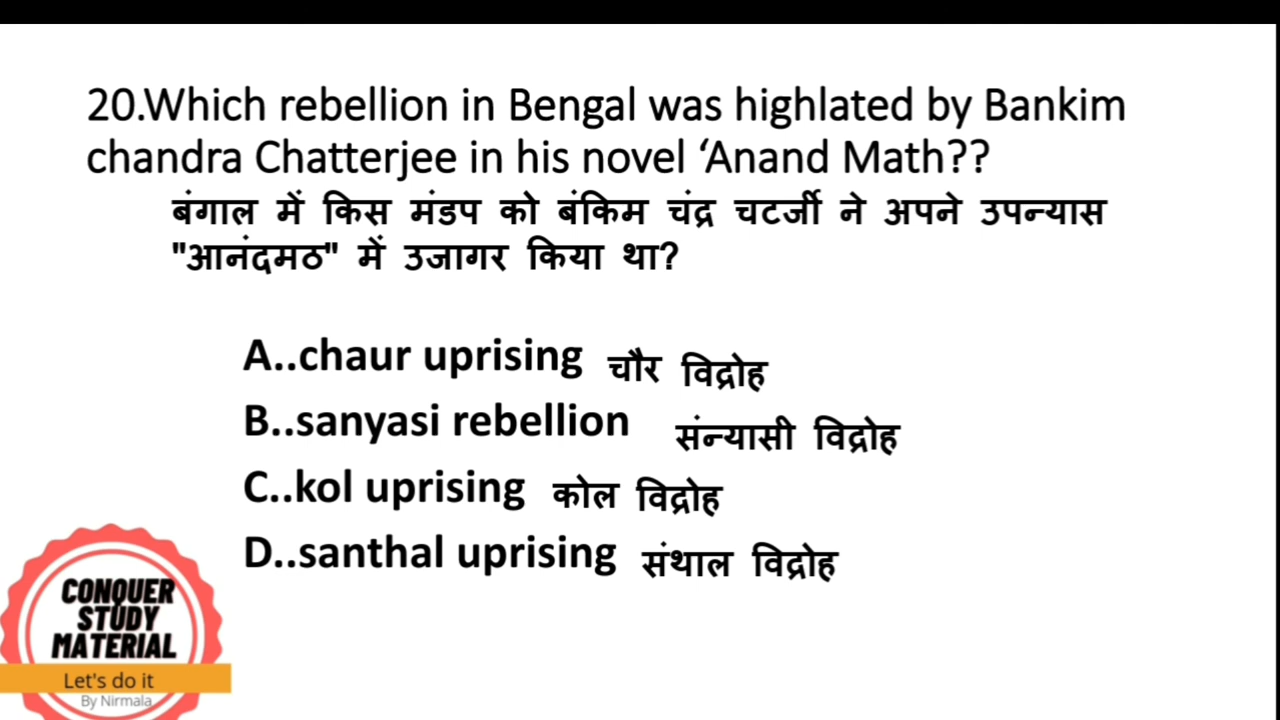 20.Which rebellion in Bengal was highlated by Bankim
chandra Chatterjee in his novel ‘Anand Math??
बंगाल में किस मंडप को बंकिम चंद्र चटर्जी ने अपने उपन्यास
"आनंदमठ" में उजागर किया था?
A..chaur uprising चौर विद्रोह
B..sanyasi rebellion संन्यासी विद्रोह
C..kol uprising कोल विद्रोह
D..santhal uprising संथाल विद्रोह
CONQUER
STUDY
MATERIAL
Let's do it
By Nirmala